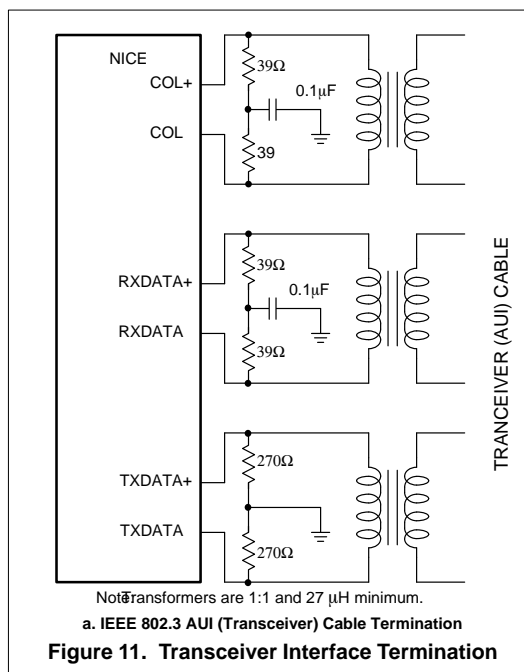 NICE
COL+
39Ω
0.1µF
COL
39
RXDATA+
39Ω
0.1µF
RXDATA
39Ω
TXDATA+
270Ω
TXDATA
270Ω
TRANCEIVER (AUI) CABLE
Note:Transformers are 1:1 and 27 µH minimum.
a. IEEE 802.3 AUI (Transceiver) Cable Termination
Figure 11. Transceiver Interface Termination